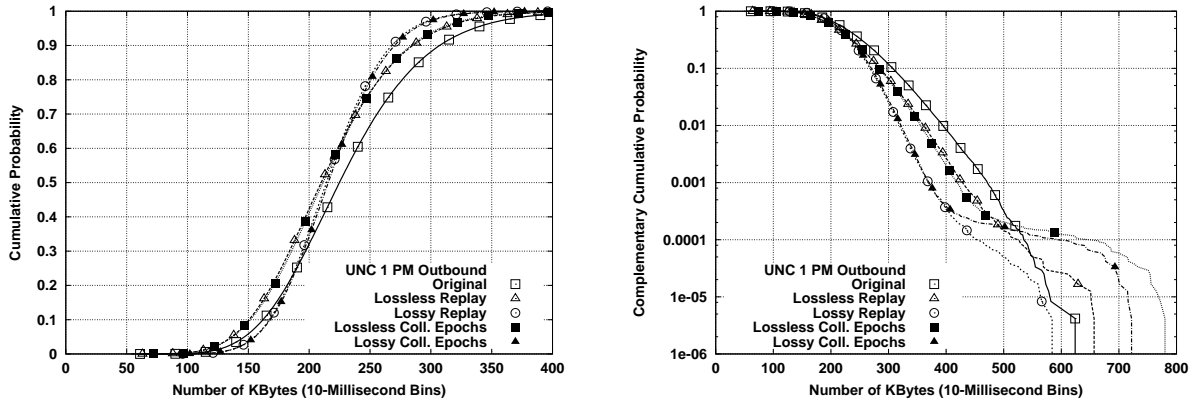 Cumulative Probability
1
0.9
0.8
0.7
0.6
0.5
0.4
0.3
0.2
0.1
0
0 50 100 150 200 250 300 350 400
Number of KBytes (10-Millisecond Bins)
UNC 1 PM Outbound
Original
Lossless Replay
Lossy Replay
Lossless Coll. Epochs
Lossy Coll. Epochs
Complementary Cumulative Probability
1
0.1
0.01
0.001
0.0001
1e-05
1e-06
0 100 200 300 400 500 600 700 800
Number of KBytes (10-Millisecond Bins)
UNC 1 PM Outbound
Original
Lossless Replay
Lossy Replay
Lossless Coll. Epochs
Lossy Coll. Epochs